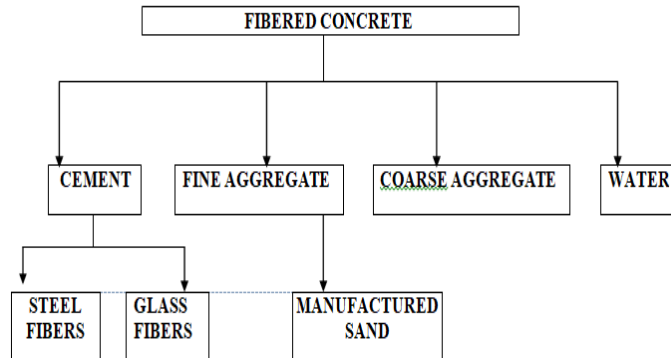 FIBERED CONCRETE
CEMENT
FINE AGGREGATE
COARSE AGGREGATE
WATER
STEEL
FIBERS
GLASS
FIBERS
MANUFACTURED
SAND